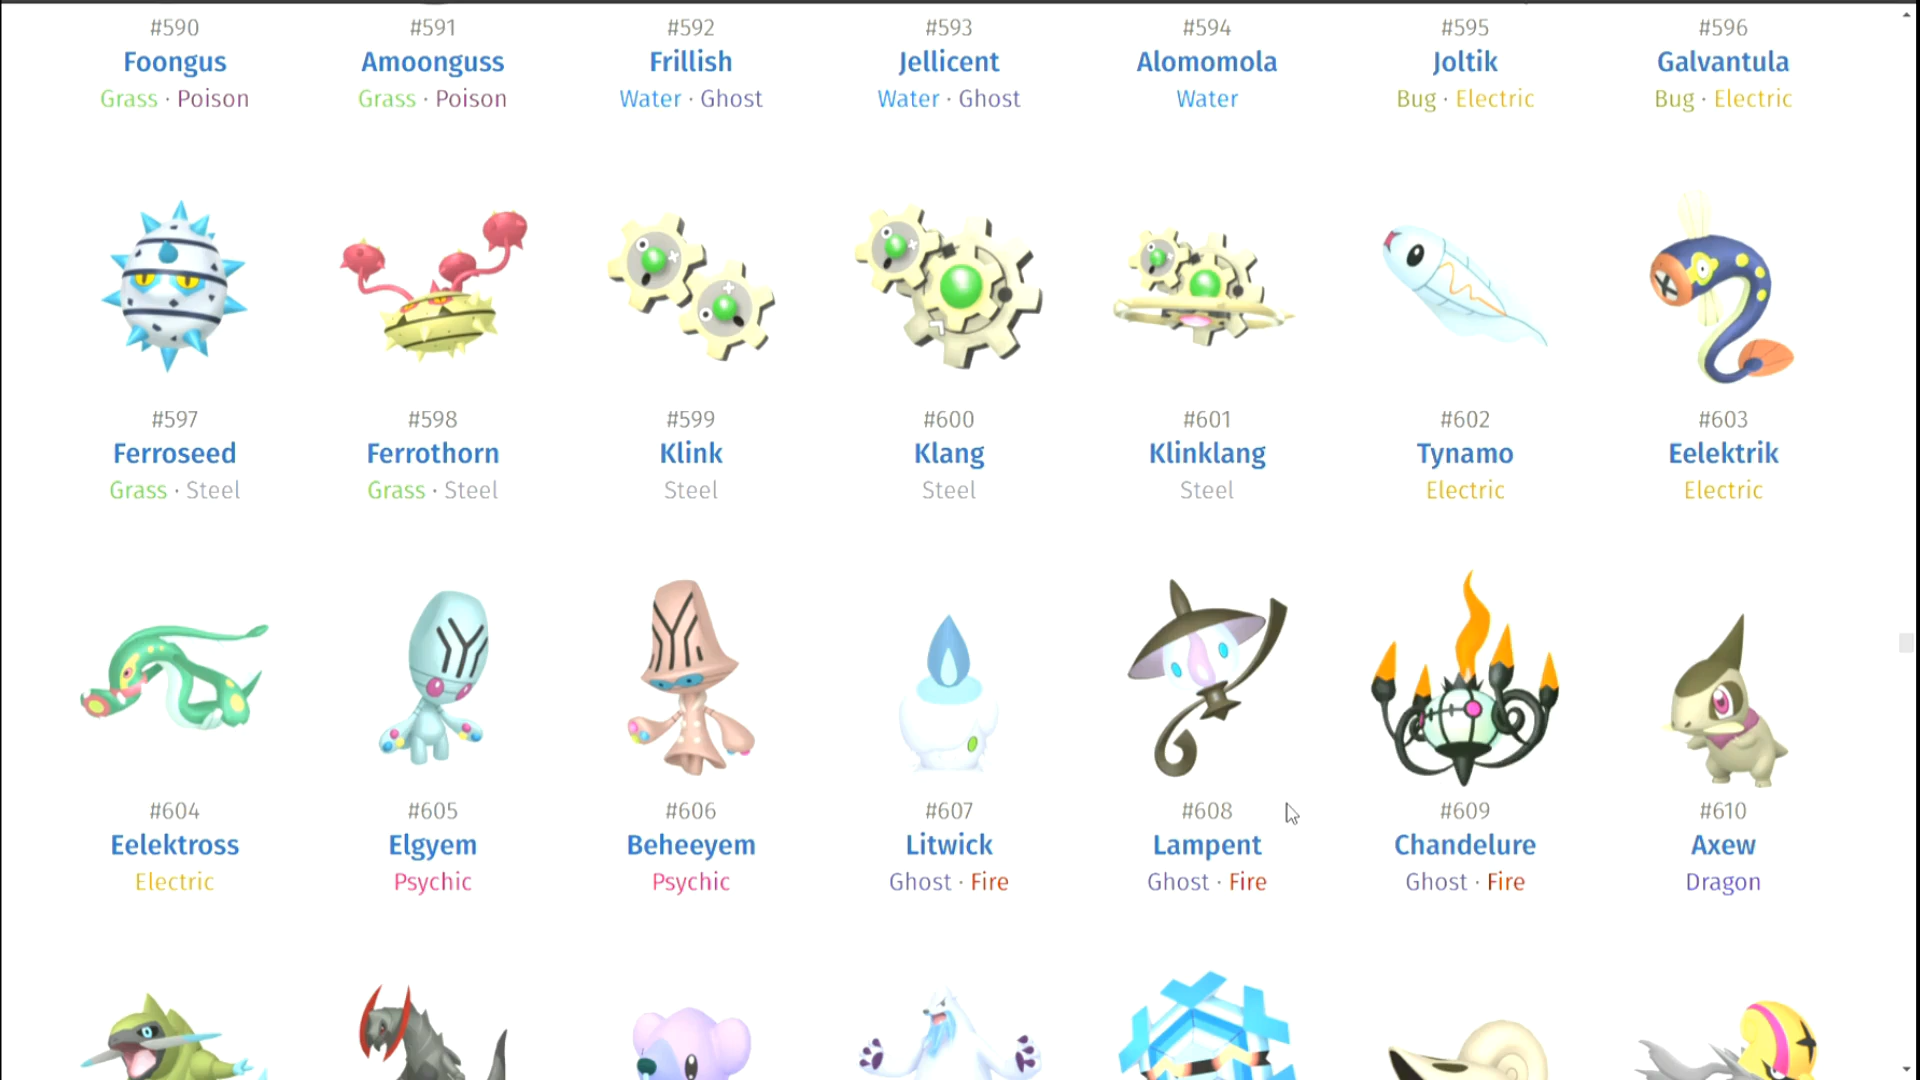 #590 #591 #592 #593 #594 #595 #596
Foongus Amoonguss Frillish Jellicent Alomomola Joltik Galvantula
Grass · Poison Grass · Poison Water · Ghost Water · Ghost Water Bug · Electric Bug · Electric
#597 #598 #599 #600 #601 #602 #603
Ferroseed Ferrothorn Klink Klang Klinklang Tynamo Eelektrik
Grass · Steel Grass · Steel Steel Steel Steel Electric Electric
#604 #605 #606 #607 #608 #609 #610
Eelektross Elgyem Beheeyem Litwick Lampent Chandelure Axew
Electric Psychic Psychic Ghost · Fire Ghost · Fire Ghost · Fire Dragon